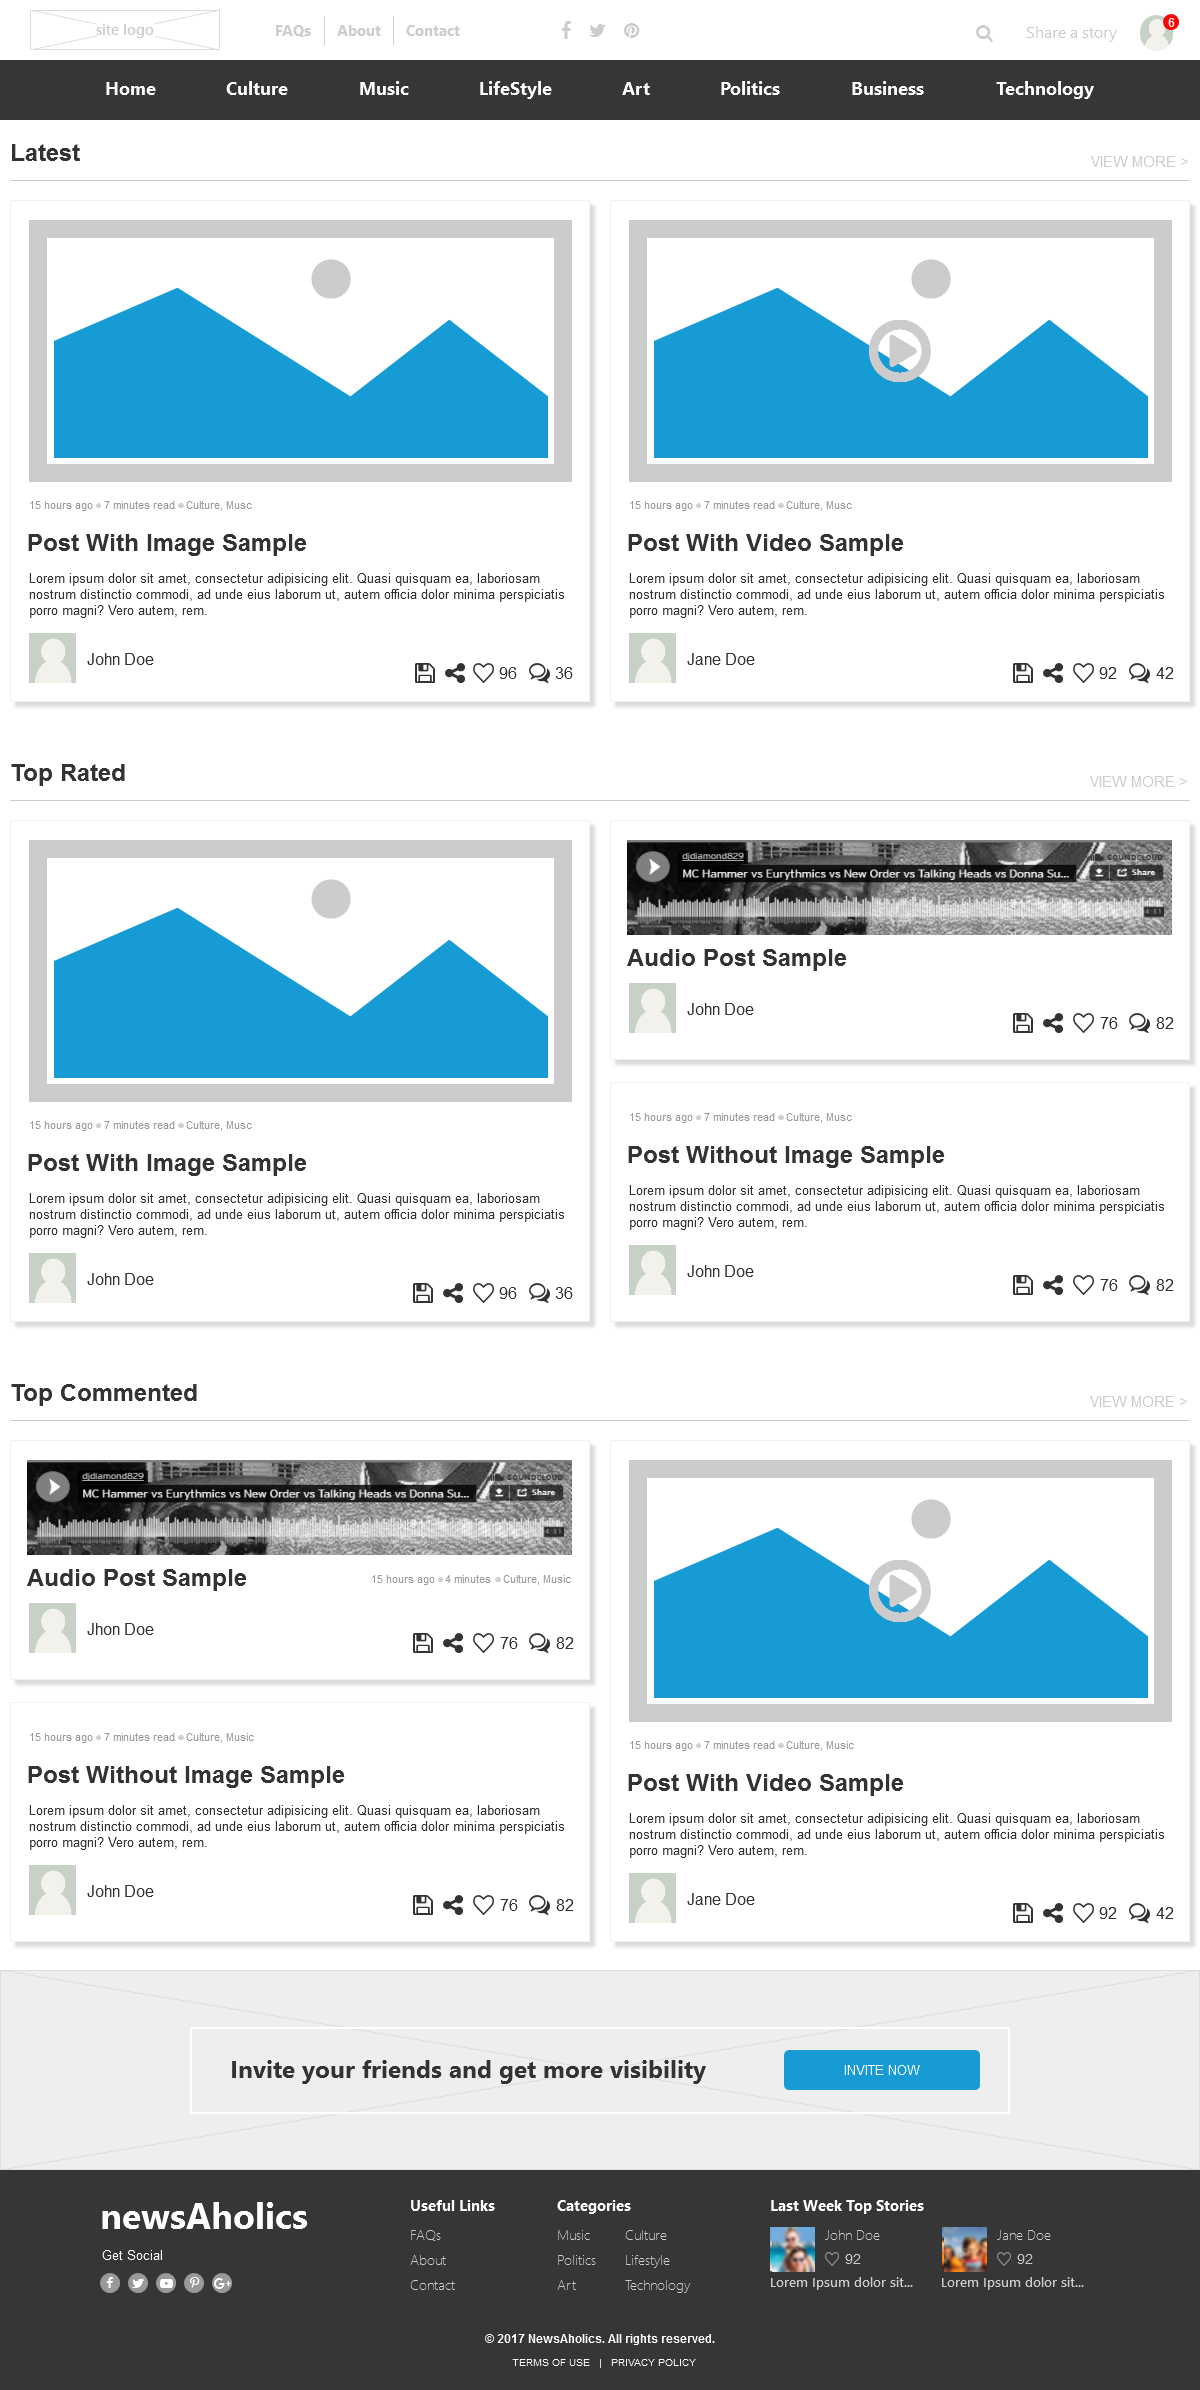 site logo
FAQs
About
Contact
Share a story
6
Home
Culture
Music
LifeStyle
Art
Politics
Business
Technology
Latest
VIEW MORE >
15 hours ago 7 minutes read Culture, Musc
Post With Image Sample
Lorem ipsum dolor sit amet, consectetur adipisicing elit. Quasi quisquam ea, laboriosam
nostrum distinctio commodi, ad unde eius laborum ut, autem officia dolor minima perspiciatis
porro magni? Vero autem, rem.
John Doe
96
36
15 hours ago 7 minutes read Culture, Musc
Post With Video Sample
Lorem ipsum dolor sit amet, consectetur adipisicing elit. Quasi quisquam ea, laboriosam
nostrum distinctio commodi, ad unde eius laborum ut, autem officia dolor minima perspiciatis
porro magni? Vero autem, rem.
Jane Doe
92
42
Top Rated
VIEW MORE >
15 hours ago 7 minutes read Culture, Musc
Post With Image Sample
Lorem ipsum dolor sit amet, consectetur adipisicing elit. Quasi quisquam ea, laboriosam
nostrum distinctio commodi, ad unde eius laborum ut, autem officia dolor minima perspiciatis
porro magni? Vero autem, rem.
John Doe
96
36
djdiamond829
SOUNDCLOUD
MC Hammer vs Eurythmics vs New Order vs Talking Heads vs Donna Su...
Share
4:31
Audio Post Sample
John Doe
76
82
15 hours ago 7 minutes read Culture, Musc
Post Without Image Sample
Lorem ipsum dolor sit amet, consectetur adipisicing elit. Quasi quisquam ea, laboriosam
nostrum distinctio commodi, ad unde eius laborum ut, autem officia dolor minima perspiciatis
porro magni? Vero autem, rem.
John Doe
76
82
Top Commented
VIEW MORE >
djdiamond829
SOUNDCLOUD
MC Hammer vs Eurythmics vs New Order vs Talking Heads vs Donna Su...
Share
4:31
Audio Post Sample
15 hours ago 4 minutes Culture, Music
Jhon Doe
76
82
15 hours ago 7 minutes read Culture, Music
Post Without Image Sample
Lorem ipsum dolor sit amet, consectetur adipisicing elit. Quasi quisquam ea, laboriosam
nostrum distinctio commodi, ad unde eius laborum ut, autem officia dolor minima perspiciatis
porro magni? Vero autem, rem.
John Doe
76
82
15 hours ago 7 minutes read Culture, Music
Post With Video Sample
Lorem ipsum dolor sit amet, consectetur adipisicing elit. Quasi quisquam ea, laboriosam
nostrum distinctio commodi, ad unde eius laborum ut, autem officia dolor minima perspiciatis
porro magni? Vero autem, rem.
Jane Doe
92
42
Invite your friends and get more visibility
INVITE NOW
newsAholics
Get Social
Useful Links
FAQs
About
Contact
Categories
Music
Culture
Politics
Lifestyle
Art
Technology
Last Week Top Stories
John Doe
92
Lorem Ipsum dolor sit...
Jane Doe
92
Lorem Ipsum dolor sit...
© 2017 NewsAholics. All rights reserved.
TERMS OF USE | PRIVACY POLICY